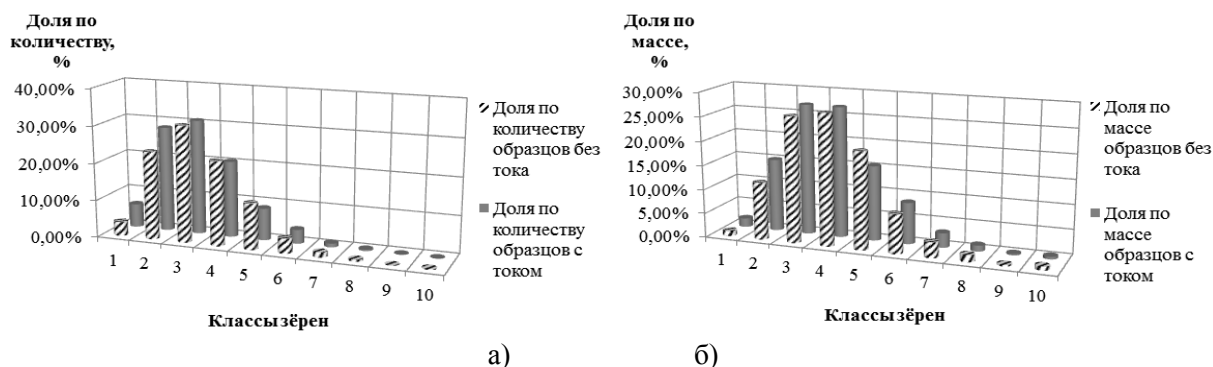 Доля по
количеству,
%
40,00%
30,00%
20,00%
10,00%
0,00%
1 2 3 4 5 6 7 8 9 10
Классы зёрен
Доля по
количеству
образцов без
тока
Доля по
количеству
образцов с
током
а)
Доля по
массе,
%
30,00%
25,00%
20,00%
15,00%
10,00%
5,00%
0,00%
1 2 3 4 5 6 7 8 9 10
Классы зёрен
Доля по
массе
образцов без
тока
Доля по
массе
образцов с
током
б)